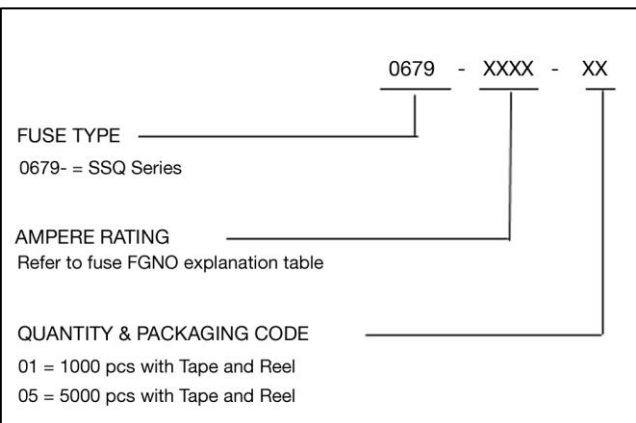 0679 - XXXX - XX
FUSE TYPE
0679- = SSQ Series
AMPERE RATING
Refer to fuse FGNO explanation table
QUANTITY & PACKAGING CODE
01 = 1000 pcs with Tape and Reel
05 = 5000 pcs with Tape and Reel